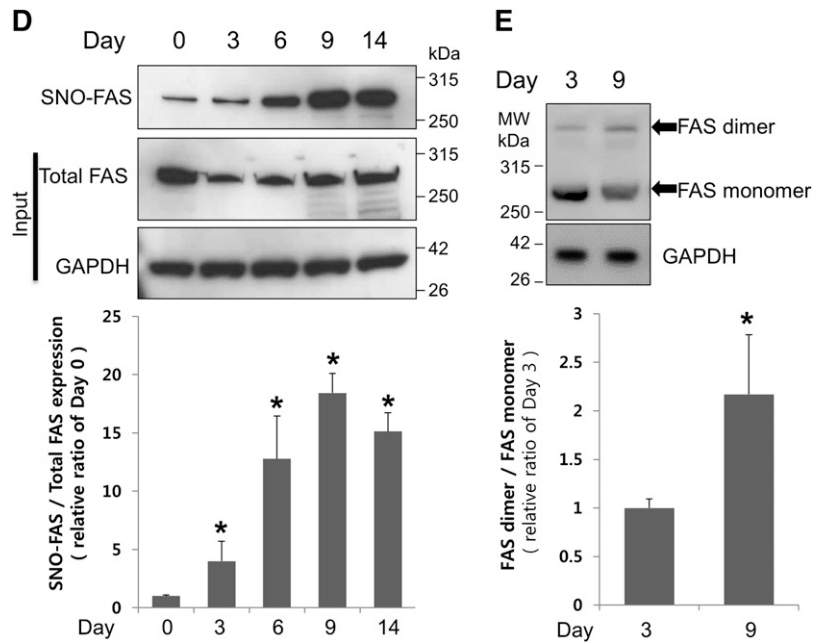 D
Day 0 3 6 9 14
kDa
SNO-FAS
315
250
Input
Total FAS
315
250
GAPDH
42
26
SNO-FAS / Total FAS expression
( relative ratio of Day 0 )
25
20
15
10
5
0
*
*
*
*
Day 0 3 6 9 14
E
Day 3 9
MW
kDa
FAS dimer
315
FAS monomer
250
42
GAPDH
26
FAS dimer / FAS monomer
( relative ratio of Day 3 )
3
2.5
2
1.5
1
0.5
0
*
Day 3 9